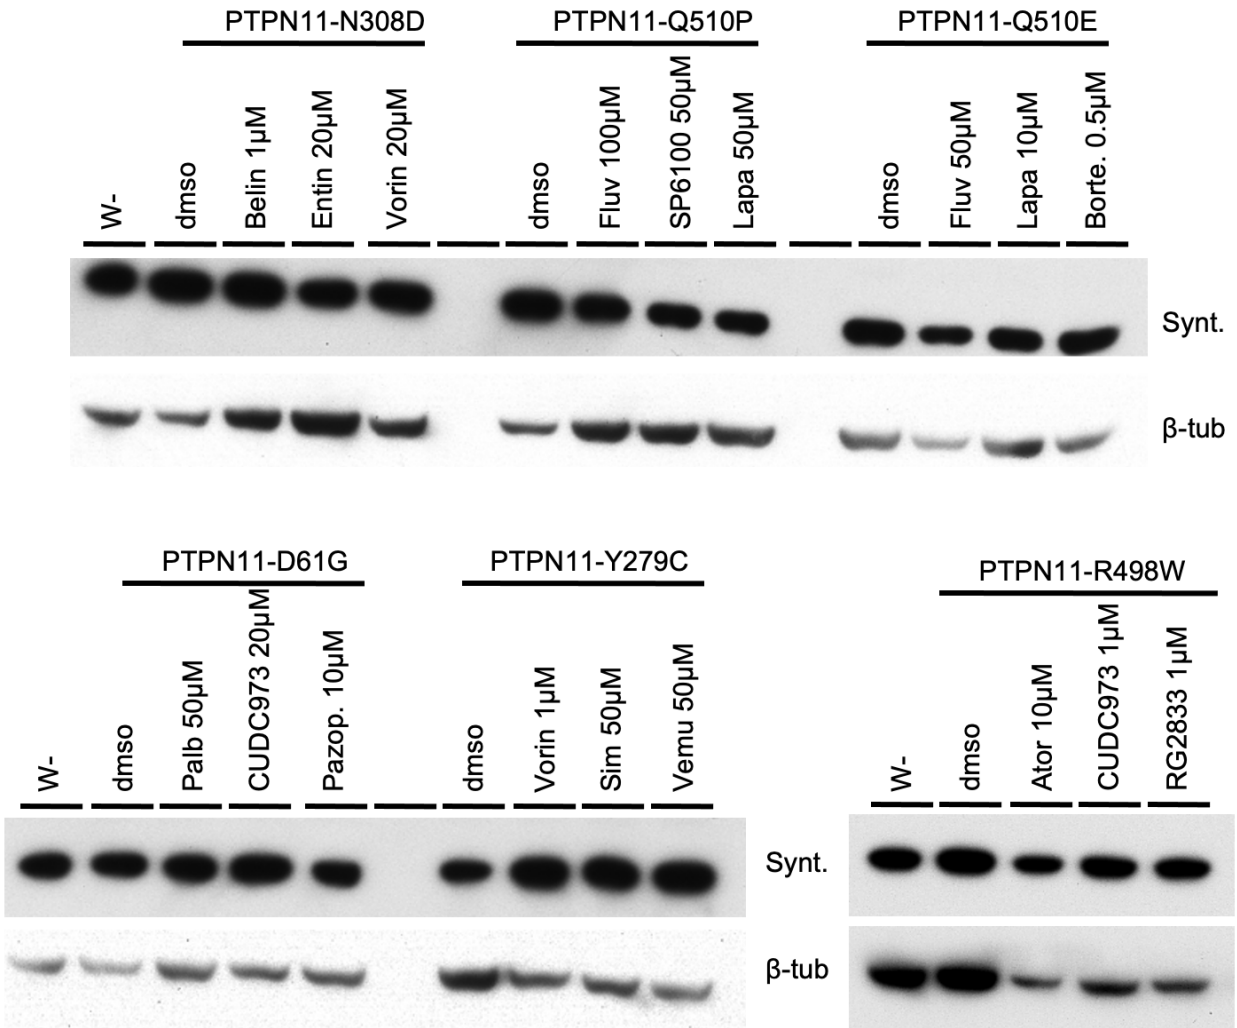 PTPN11-N308D PTPN11-Q510P PTPN11-Q510E
W- dmso Belin 1µM Entin 20µM Vorin 20µM dmso Fluv 100µM SP6100 50µM Lapa 50µM dmso Fluv 50µM Lapa 10µM Borte. 0.5µM
Synt.
β-tub
PTPN11-D61G PTPN11-Y279C PTPN11-R498W
W- dmso Palb 50µM CUDC973 20µM Pazop. 10µM dmso Vorin 1µM Sim 50µM Vemu 50µM W- dmso Ator 10µM CUDC973 1µM RG2833 1µM
Synt.
β-tub